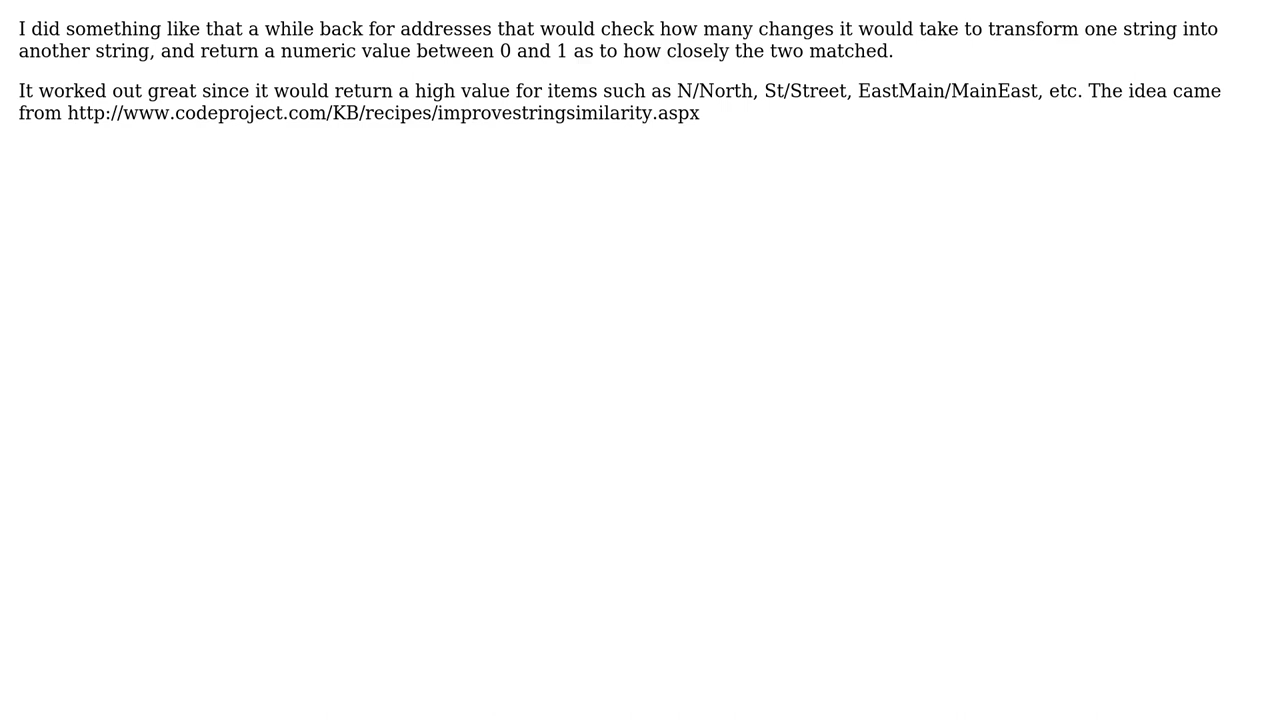 I did something like that a while back for addresses that would check how many changes it would take to transform one string into
another string, and return a numeric value between 0 and 1 as to how closely the two matched.
It worked out great since it would return a high value for items such as N/North, St/Street, EastMain/MainEast, etc. The idea came
from http://www.codeproject.com/KB/recipes/improvestringsimilarity.aspx